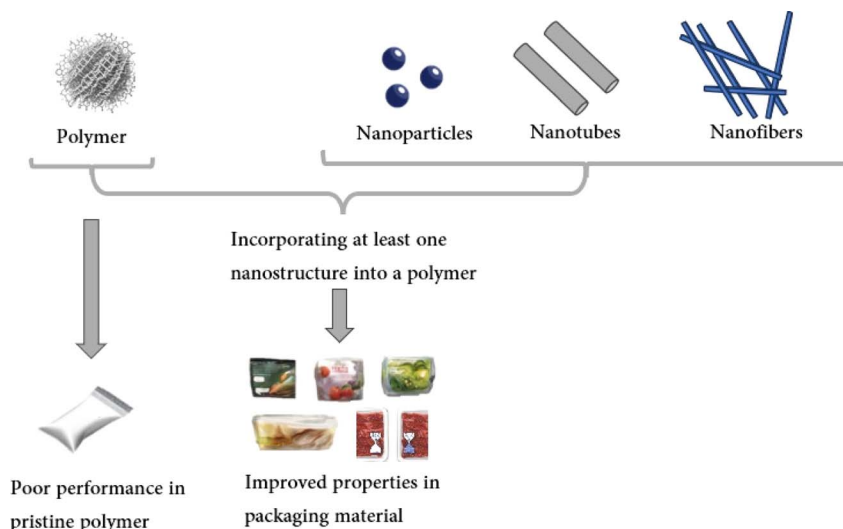 Polymer
Nanoparticles
Nanotubes
Nanofibers
Incorporating at least one
nanostructure into a polymer
Poor performance in
pristine polymer
Improved properties in
packaging material